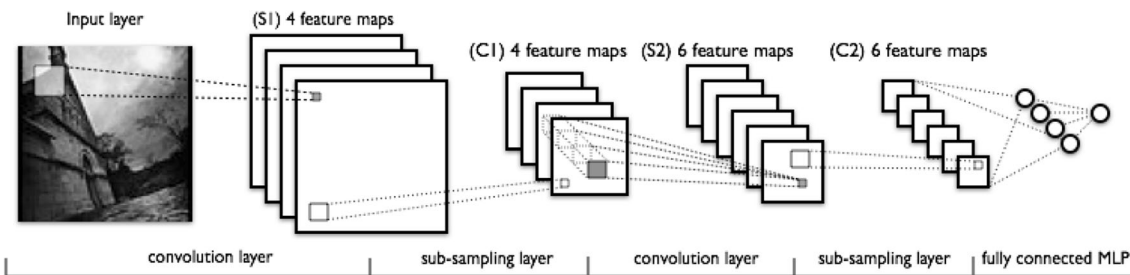 Input layer
(S1) 4 feature maps
(C1) 4 feature maps
(S2) 6 feature maps
(C2) 6 feature maps
convolution layer
sub-sampling layer
convolution layer
sub-sampling layer
fully connected MLP